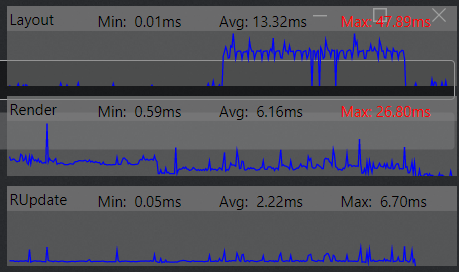 Layout Min: 0.01ms Avg: 13.32ms Max: 47.89ms
Render Min: 0.59ms Avg: 6.16ms Max: 26.80ms
RUpdate Min: 0.05ms Avg: 2.22ms Max: 6.70ms